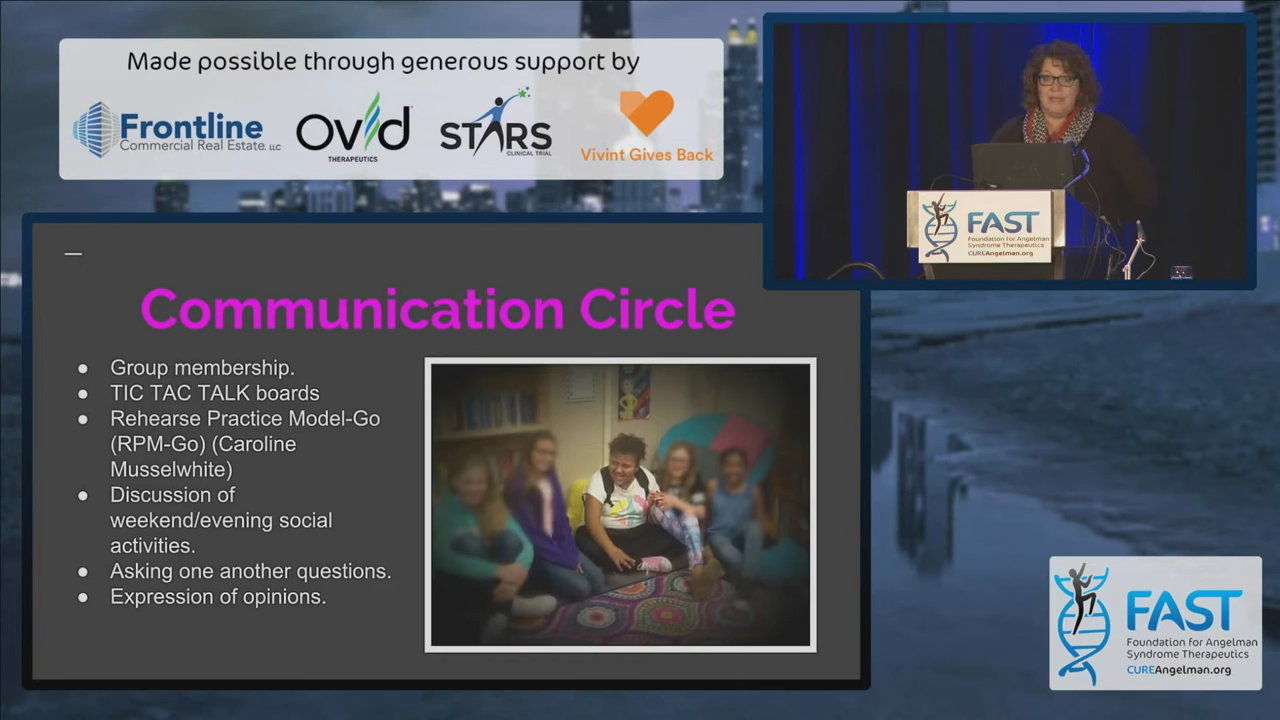 Made possible through generous support by
Frontline
Commercial Real Estate, LLC
Ovid
THERAPEUTICS
STARS
CLINICAL TRIAL
Vivint Gives Back
FAST
Foundation for Angelman
Syndrome Therapeutics
CUREAngelman.org
Communication Circle
● Group membership.
● TIC TAC TALK boards
● Rehearse Practice Model-Go
(RPM-Go) (Caroline
Musselwhite)
● Discussion of
weekend/evening social
activities.
● Asking one another questions.
● Expression of opinions.
FAST
Foundation for Angelman
Syndrome Therapeutics
CUREAngelman.org